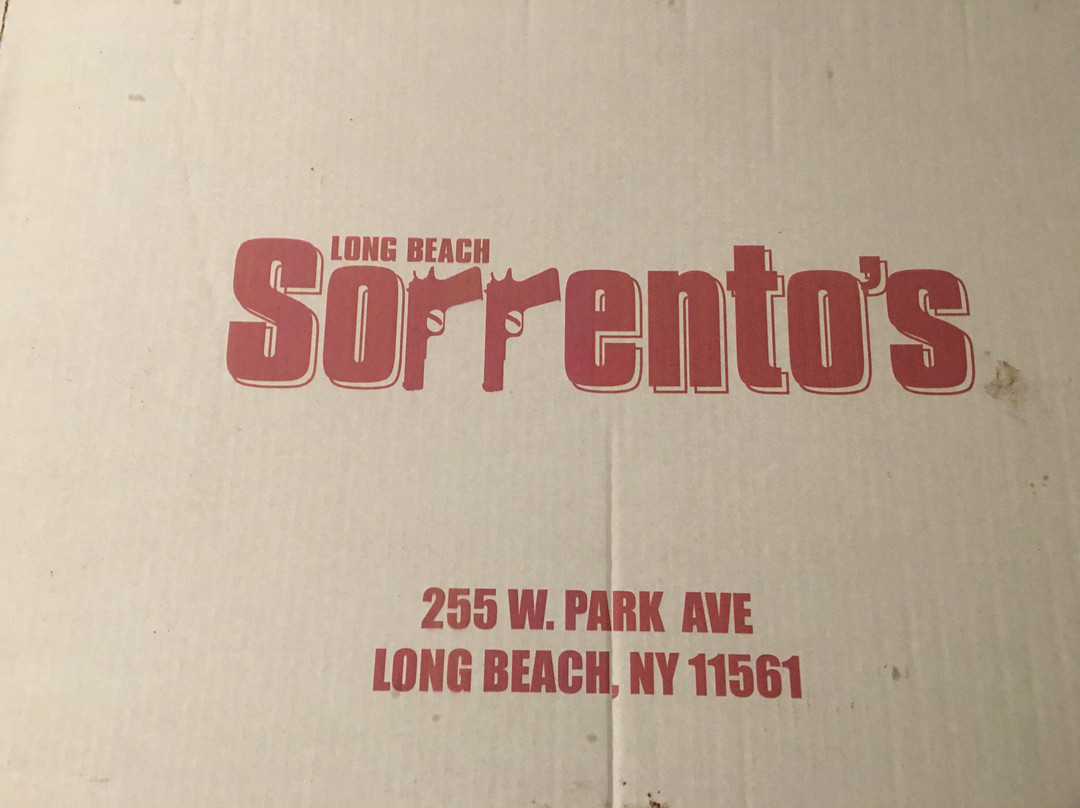 LONG BEACH
Sorrento's
255 W. PARK AVE
LONG BEACH, NY 11561